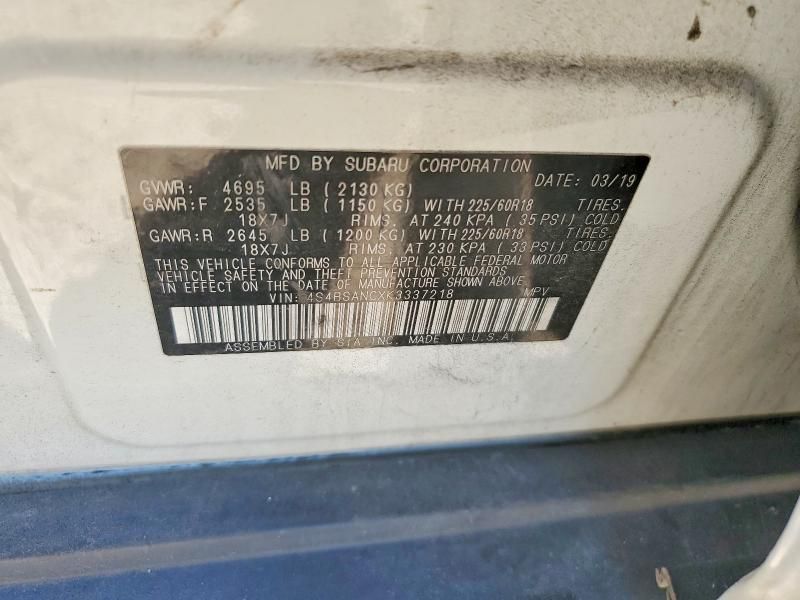 MFD BY SUBARU CORPORATION
GVWR: 4695 LB ( 2130 KG) DATE: 03/19
GAWR:F 2535 LB ( 1150 KG) WITH 225/60R18 TIRES.
18X7J RIMS. AT 240 KPA ( 35 PSI) COLD
GAWR:R 2645 LB ( 1200 KG) WITH 225/60R18 TIRES.
18X7J RIMS. AT 230 KPA ( 33 PSI) COLD
THIS VEHICLE CONFORMS TO ALL APPLICABLE FEDERAL MOTOR
VEHICLE SAFETY AND THEFT PREVENTION STANDARDS
IN EFFECT ON THE DATE OF MANUFACTURE SHOWN ABOVE.
VIN: 4S4BSANCXK3337218 MPV
ASSEMBLED BY SIA INC. MADE IN U.S.A.